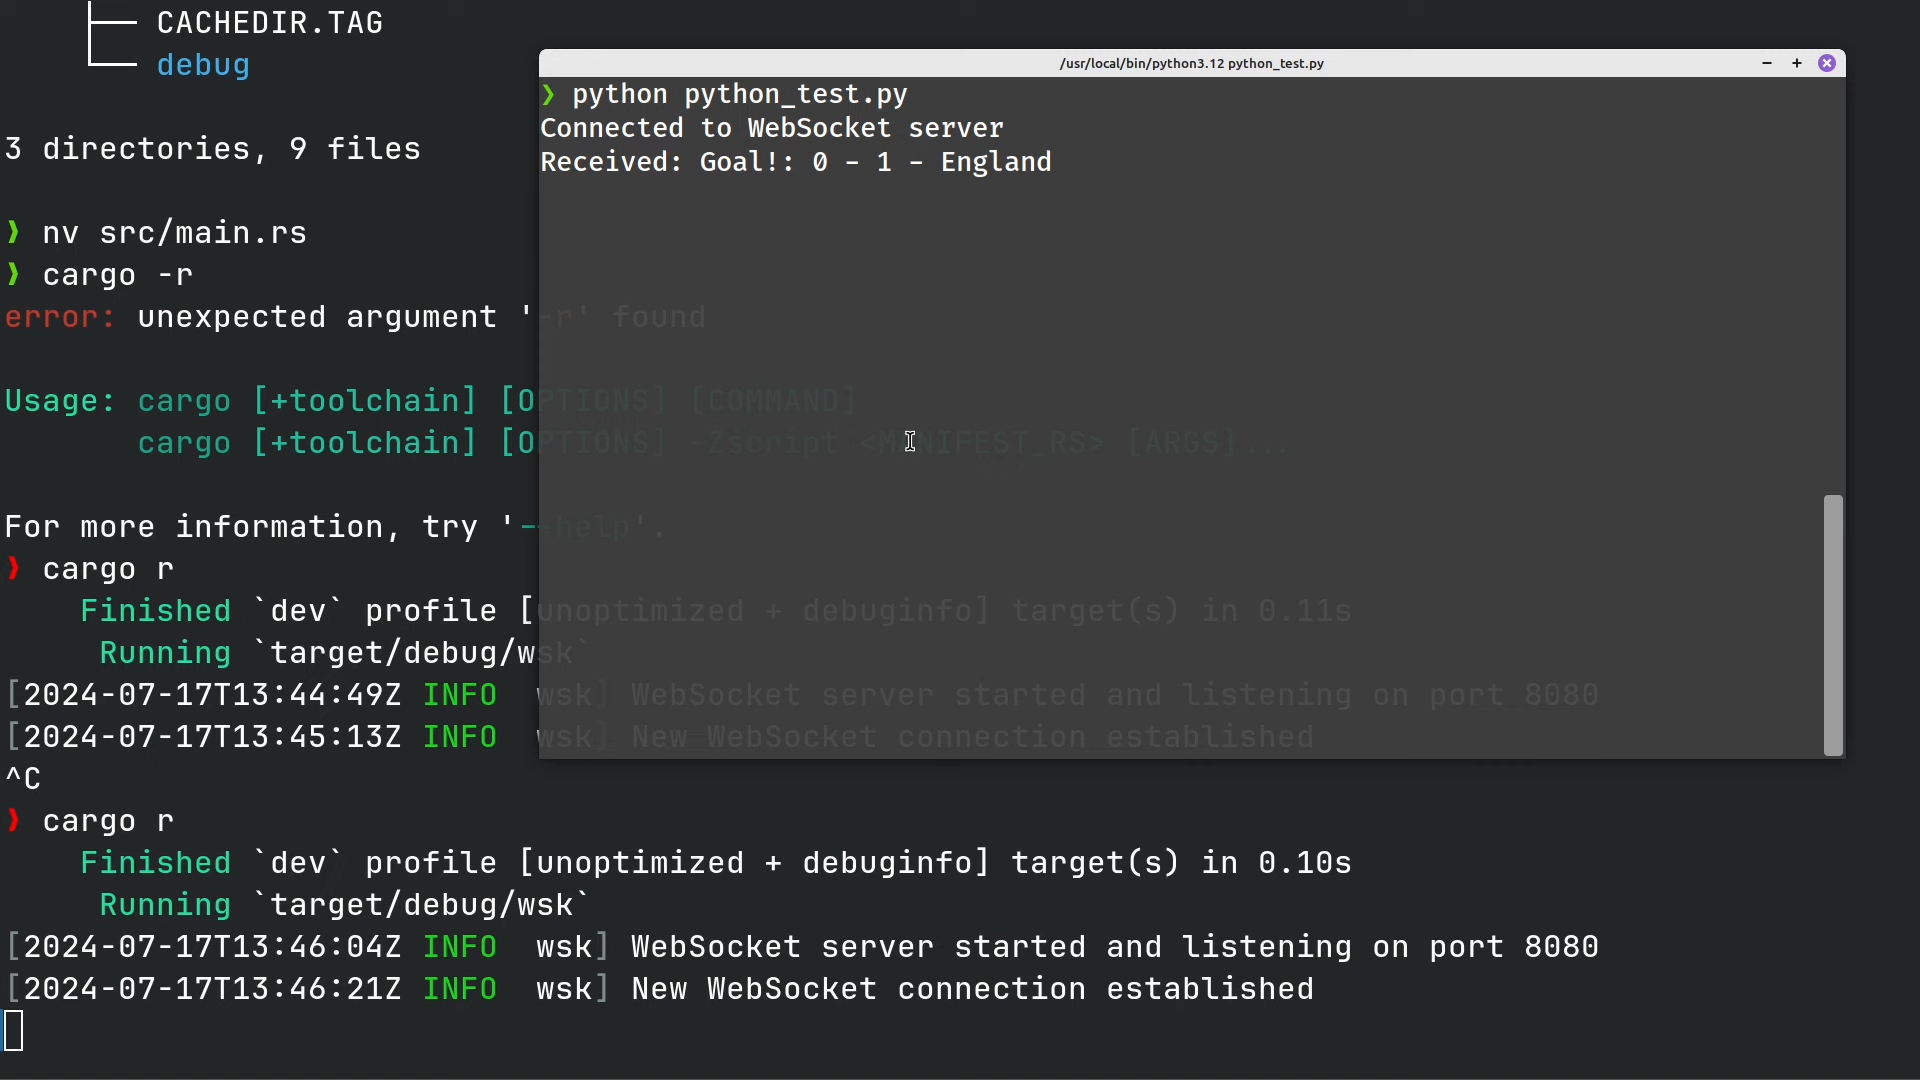 CACHEDIR.TAG
debug
3 directories, 9 files
❯ nv src/main.rs
❯ cargo -r
error: unexpected argument '-r' found
Usage: cargo [+toolchain] [OPTIONS] [COMMAND]
cargo [+toolchain] [OPTIONS] -Zscript <MANIFEST_RS> [ARGS]...
For more information, try '--help'.
❯ cargo r
Finished `dev` profile [unoptimized + debuginfo] target(s) in 0.11s
Running `target/debug/wsk`
[2024-07-17T13:44:49Z INFO  wsk] WebSocket server started and listening on port 8080
[2024-07-17T13:45:13Z INFO  wsk] New WebSocket connection established
^C
❯ cargo r
Finished `dev` profile [unoptimized + debuginfo] target(s) in 0.10s
Running `target/debug/wsk`
[2024-07-17T13:46:04Z INFO  wsk] WebSocket server started and listening on port 8080
[2024-07-17T13:46:21Z INFO  wsk] New WebSocket connection established
/usr/local/bin/python3.12 python_test.py
❯ python python_test.py
Connected to WebSocket server
Received: Goal!: 0 - 1 - England